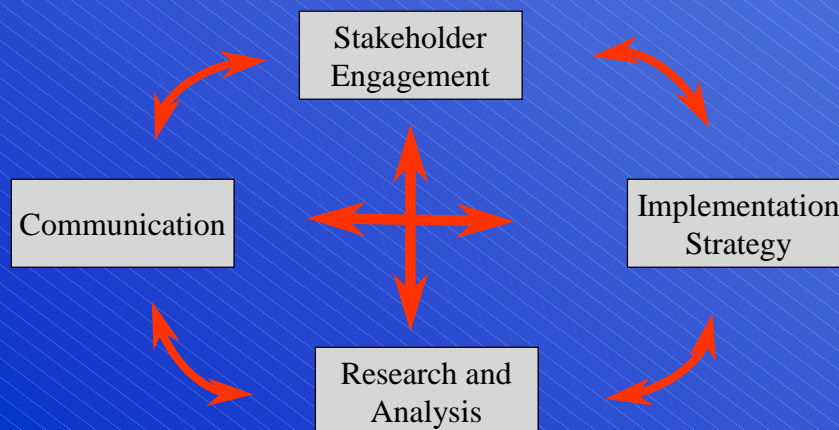 Stakeholder
Engagement
Communication
Implementation
Strategy
Research and
Analysis